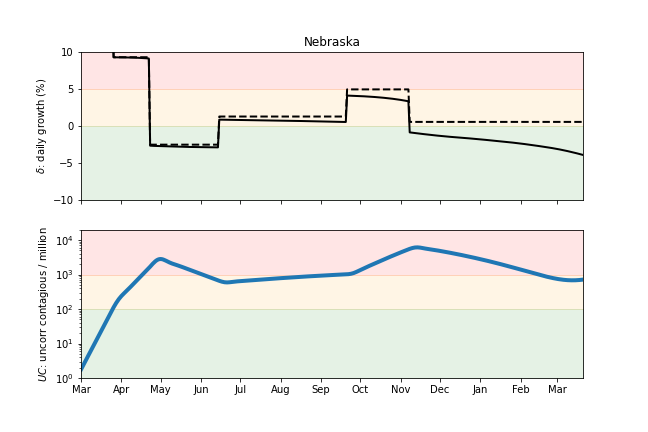 Nebraska
10
5
0
−5
−10
δ: daily growth (%)
10⁴
10³
10²
10¹
10⁰
UC: uncorr contagious / million
Mar Apr May Jun Jul Aug Sep Oct Nov Dec Jan Feb Mar